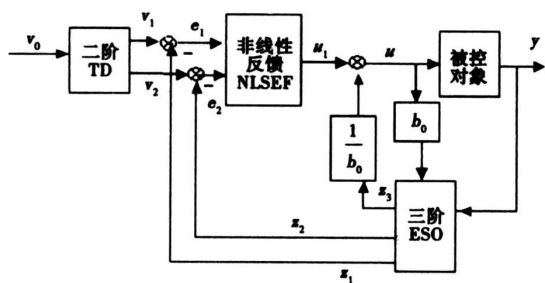 v₀
二阶
TD
v₁
v₂
−
−
e₁
e₂
非线性
反馈
NLSEF
u₁
u
被控
对象
y
b₀
1
b₀
z₃
三阶
ESO
z₂
z₁